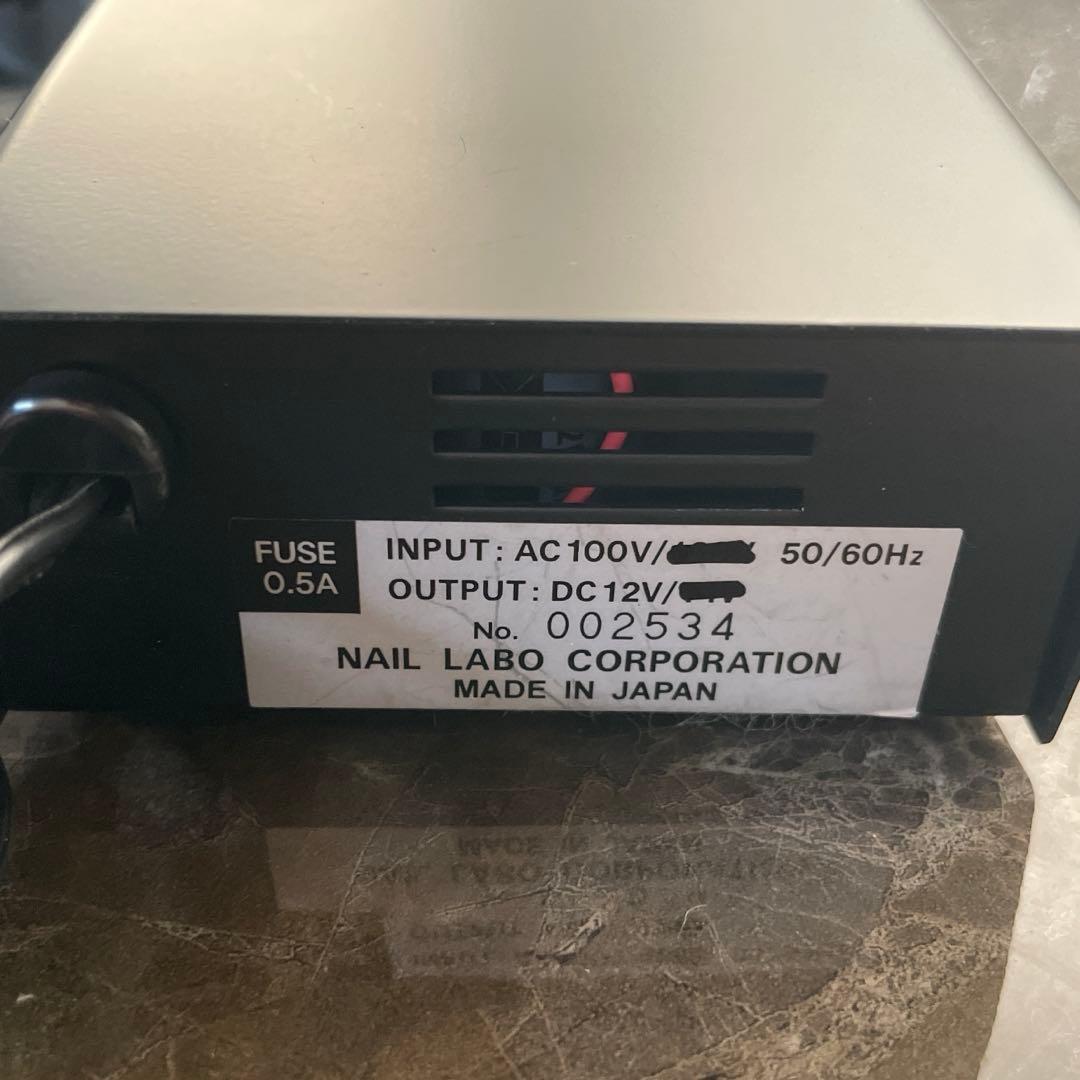 FUSE
0.5A
INPUT: AC100V/ 50/60Hz
OUTPUT: DC12V/
No. 002534
NAIL LABO CORPORATION
MADE IN JAPAN